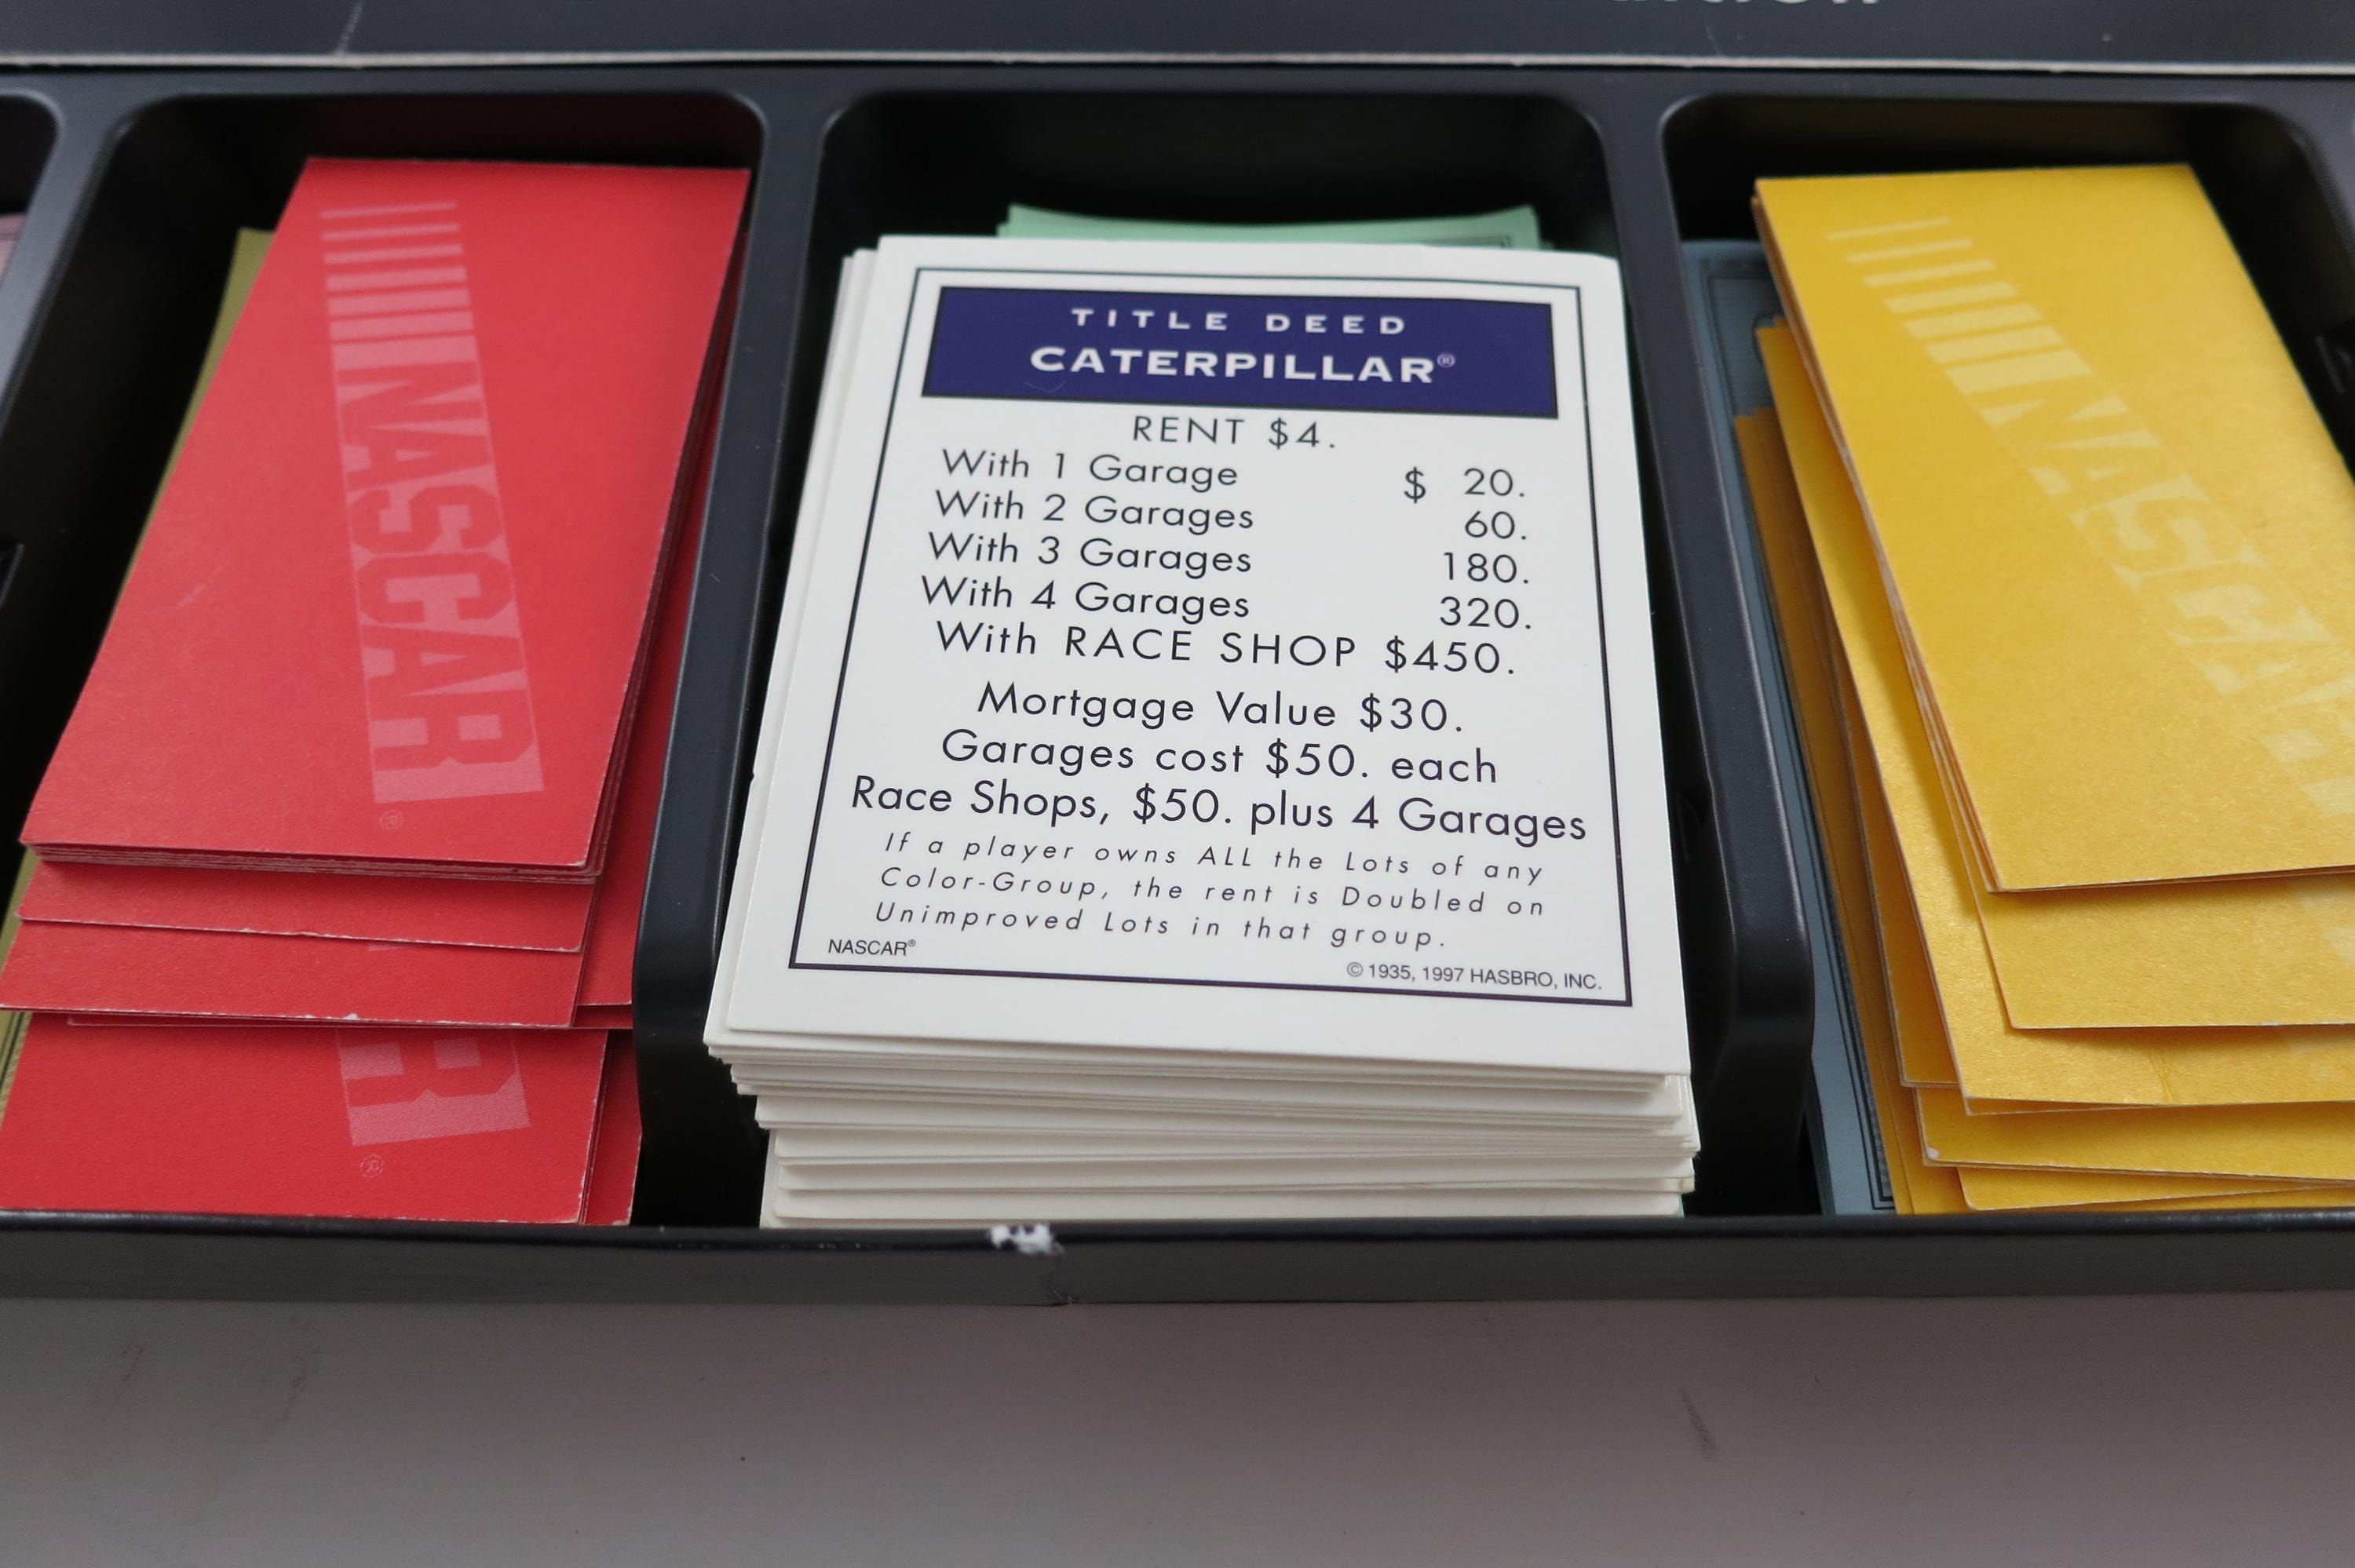 NASCAR®
R®
TITLE DEED
CATERPILLAR®
RENT $4.
With 1 Garage $ 20.
With 2 Garages 60.
With 3 Garages 180.
With 4 Garages 320.
With RACE SHOP $450.
Mortgage Value $30.
Garages cost $50. each
Race Shops, $50. plus 4 Garages
If a player owns ALL the Lots of any
Color-Group, the rent is Doubled on
Unimproved Lots in that group.
NASCAR®
© 1935, 1997 HASBRO, INC.
NASCAR